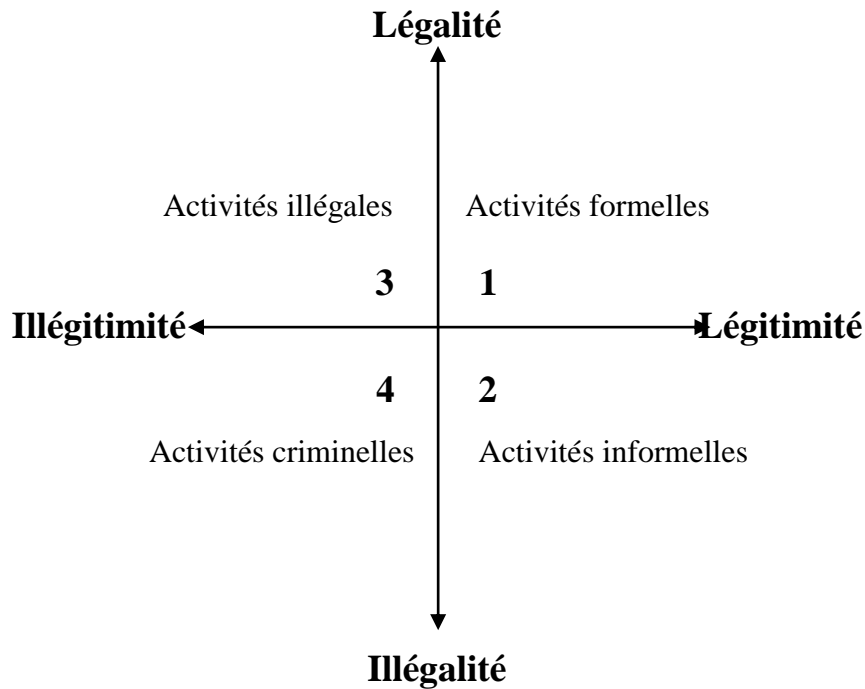 Légalité
Activités illégales
Activités formelles
3
1
Illégitimité
Légitimité
4
2
Activités criminelles
Activités informelles
Illégalité